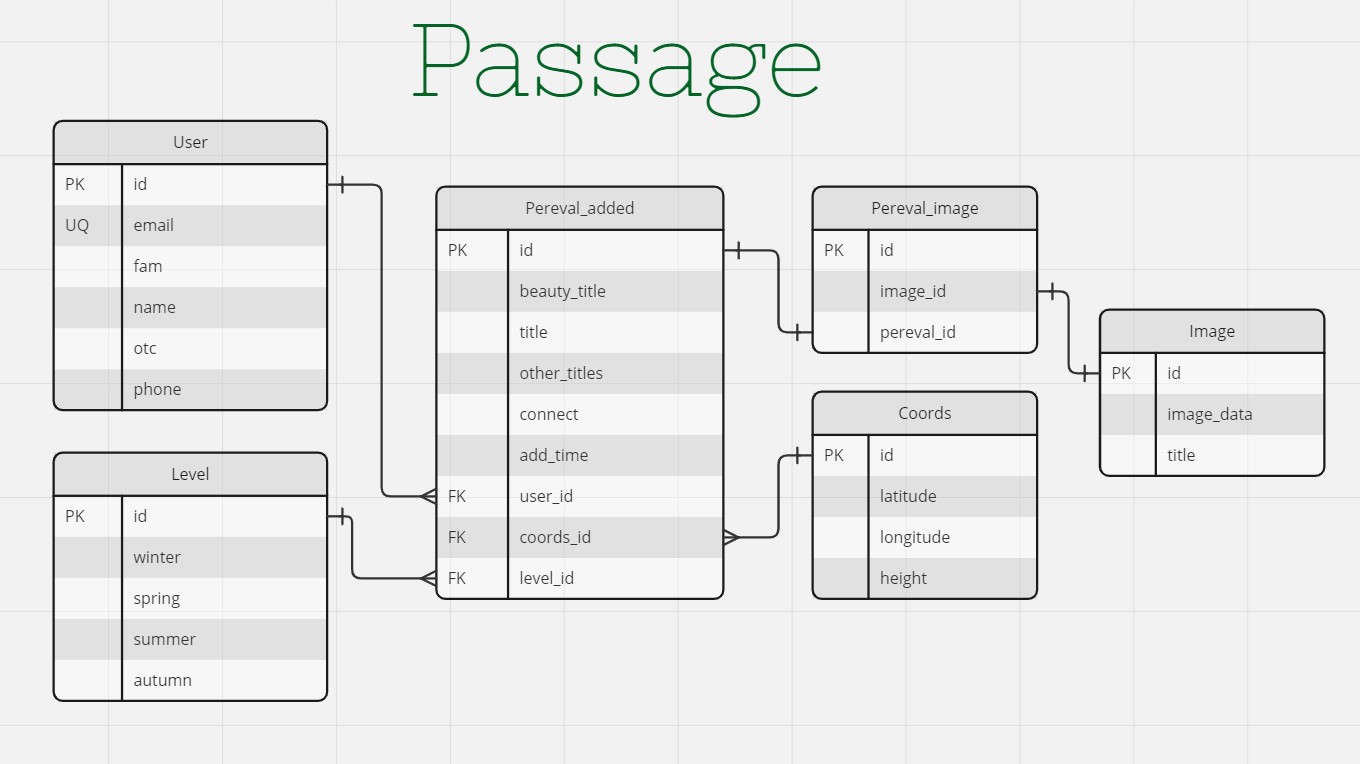 Passage
User
PK id
UQ email
fam
name
otc
phone
Level
PK id
winter
spring
summer
autumn
Pereval_added
PK id
beauty_title
title
other_titles
connect
add_time
FK user_id
FK coords_id
FK level_id
Pereval_image
PK id
image_id
pereval_id
Coords
PK id
latitude
longitude
height
Image
PK id
image_data
title